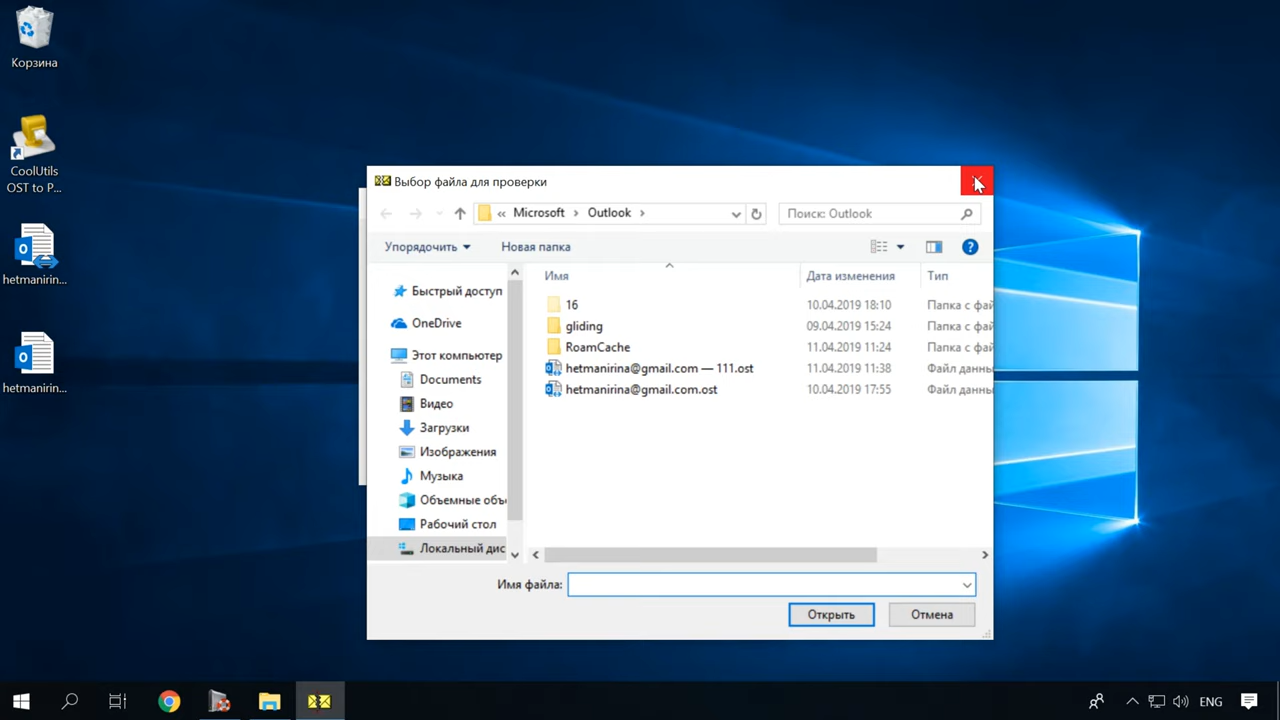 Корзина
CoolUtils
OST to P...
hetmanirin...
hetmanirin...
Выбор файла для проверки
« Microsoft › Outlook ›
Поиск: Outlook
Упорядочить
Новая папка
Имя
Дата изменения
Тип
Быстрый доступ
OneDrive
Этот компьютер
Documents
Видео
Загрузки
Изображения
Музыка
Объемные объ
Рабочий стол
Локальный дис
16 10.04.2019 18:10 Папка с фай
gliding 09.04.2019 15:24 Папка с фай
RoamCache 11.04.2019 11:24 Папка с фай
hetmanirina@gmail.com — 111.ost 11.04.2019 11:38 Файл данны
hetmanirina@gmail.com.ost 10.04.2019 17:55 Файл данны
Имя файла:
Открыть
Отмена
ENG